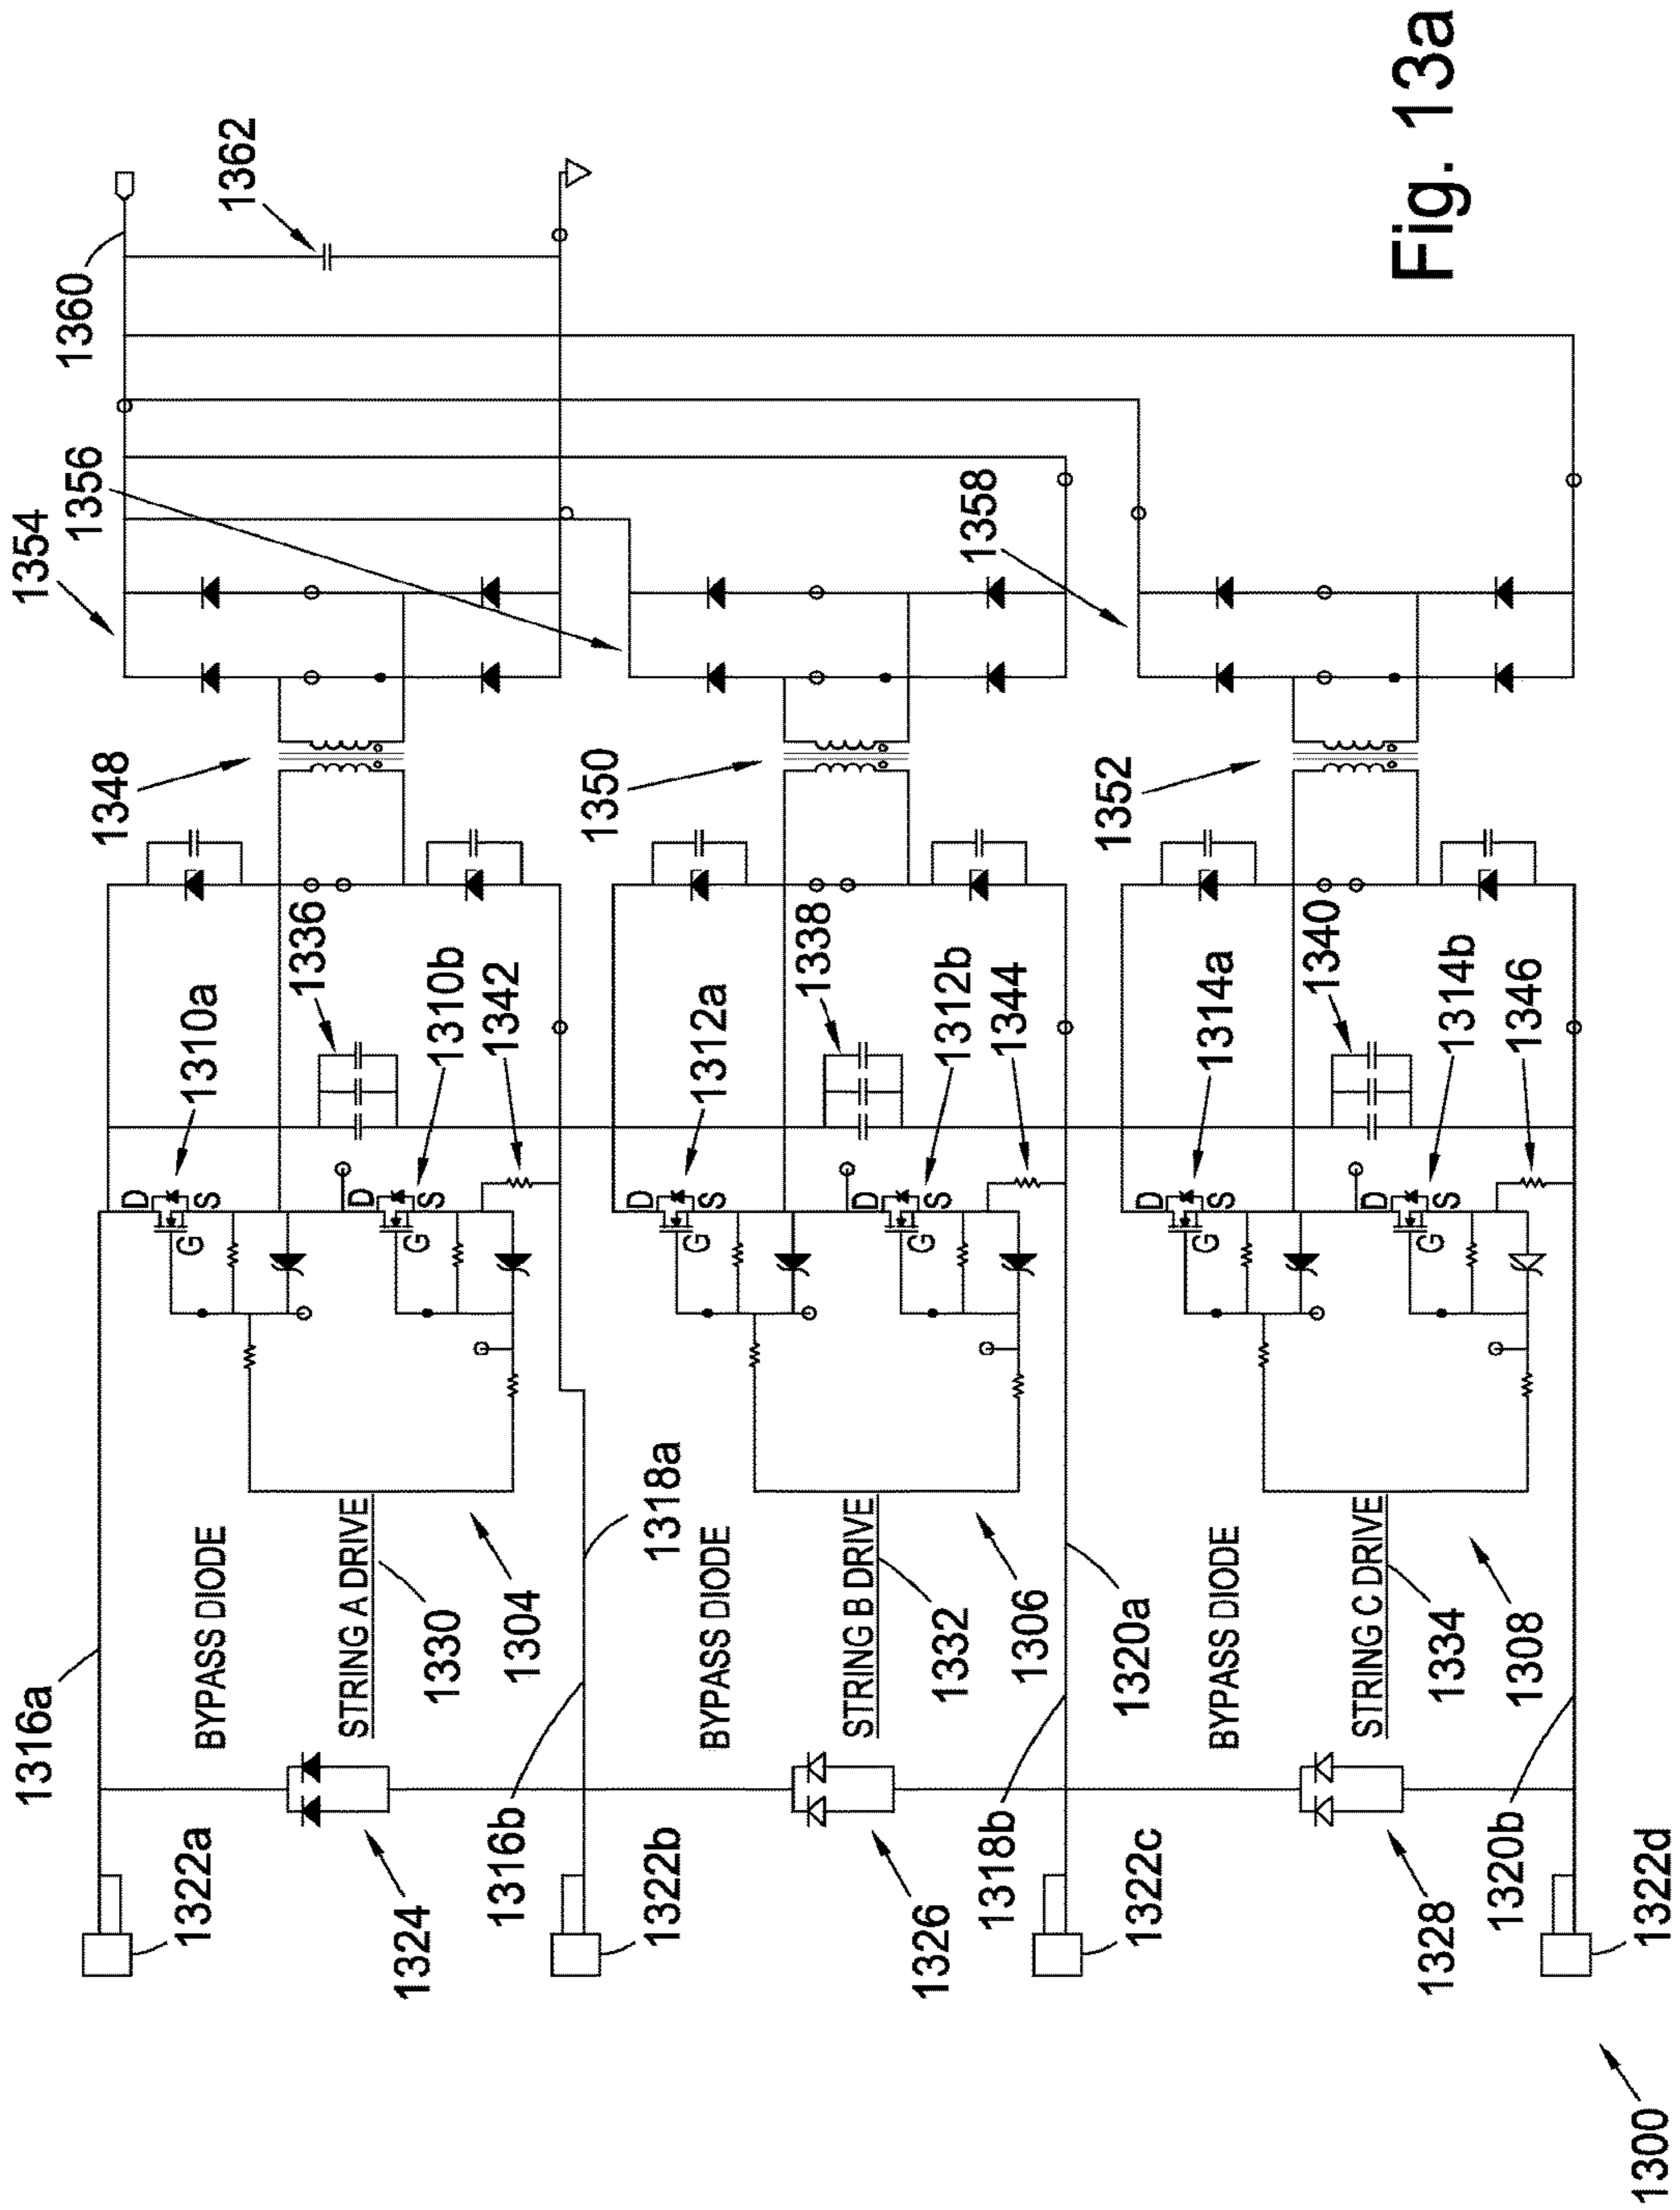 Fig. 13a
1360
1362
1354
1356
1358
1348
1350
1352
1336
1310a
1310b
1342
1338
1312a
1312b
1344
1340
1314a
1314b
1346
D
S
G
D
S
G
D
S
G
D
S
G
D
S
G
D
S
G
1316a
BYPASS DIODE
STRING A DRIVE
1330
1304
1318a
BYPASS DIODE
STRING B DRIVE
1332
1306
1320a
BYPASS DIODE
STRING C DRIVE
1334
1308
1322a
1324
1316b
1322b
1326
1318b
1322c
1328
1320b
1322d
1300